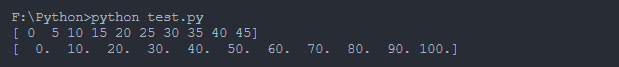 F:\Python>python test.py
[ 0  5 10 15 20 25 30 35 40 45]
[  0.  10.  20.  30.  40.  50.  60.  70.  80.  90. 100.]